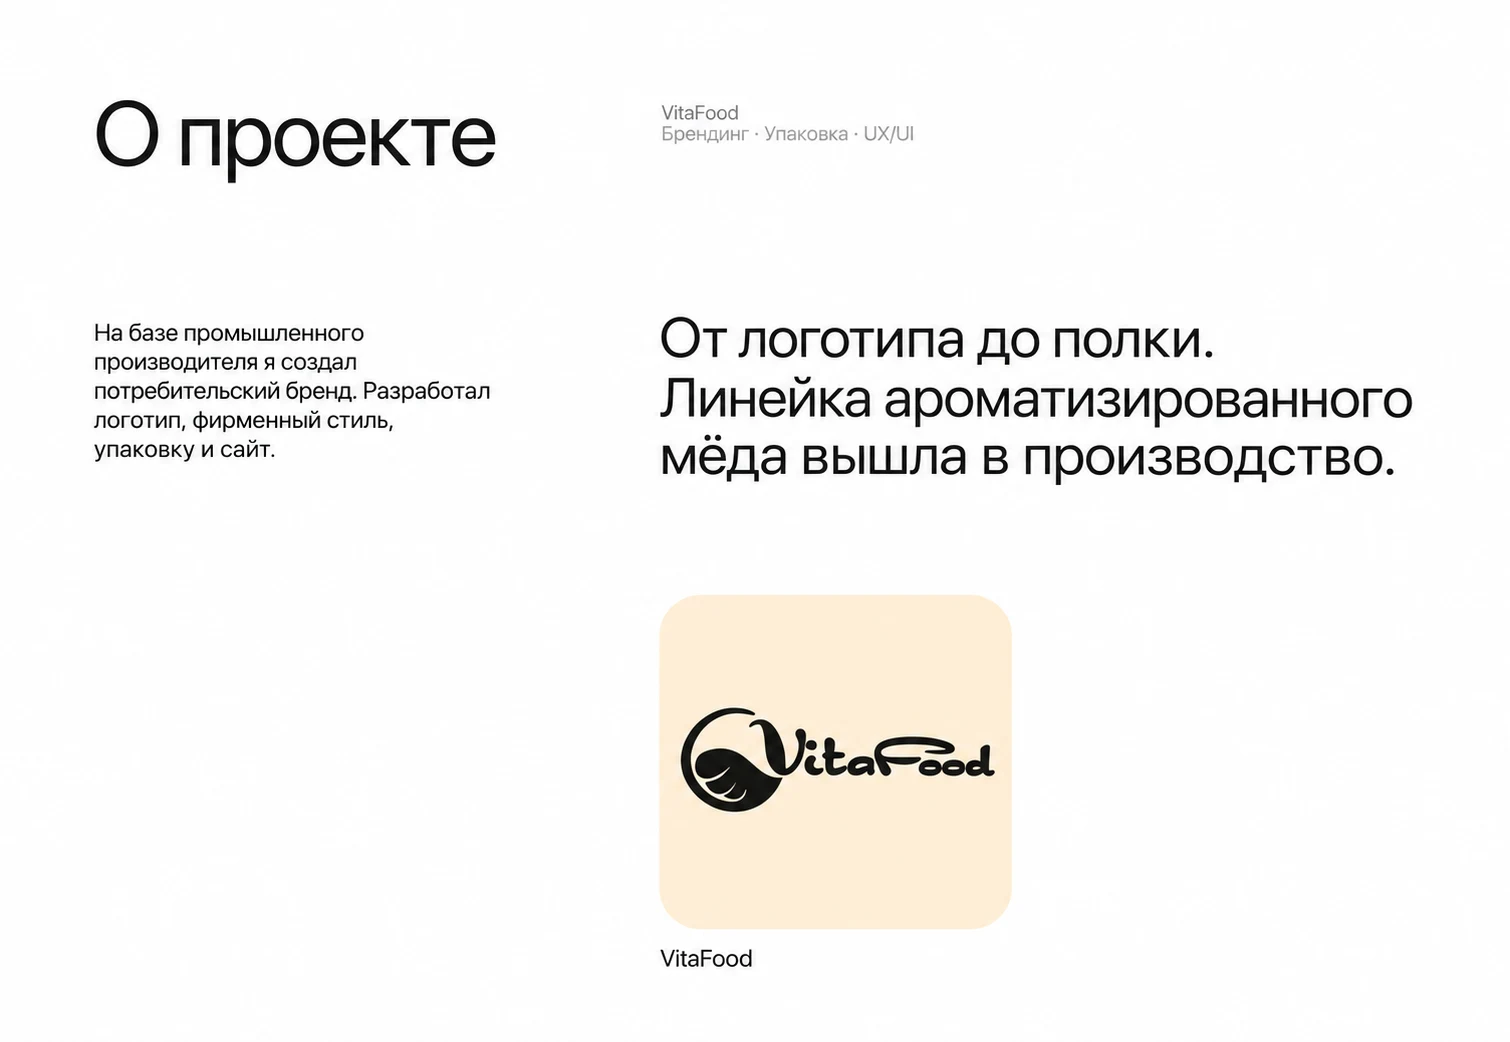 О проекте
VitaFood
Брендинг · Упаковка · UX/UI
На базе промышленного
производителя я создал
потребительский бренд. Разработал
логотип, фирменный стиль,
упаковку и сайт.
От логотипа до полки.
Линейка ароматизированного
мёда вышла в производство.
VitaFood
VitaFood